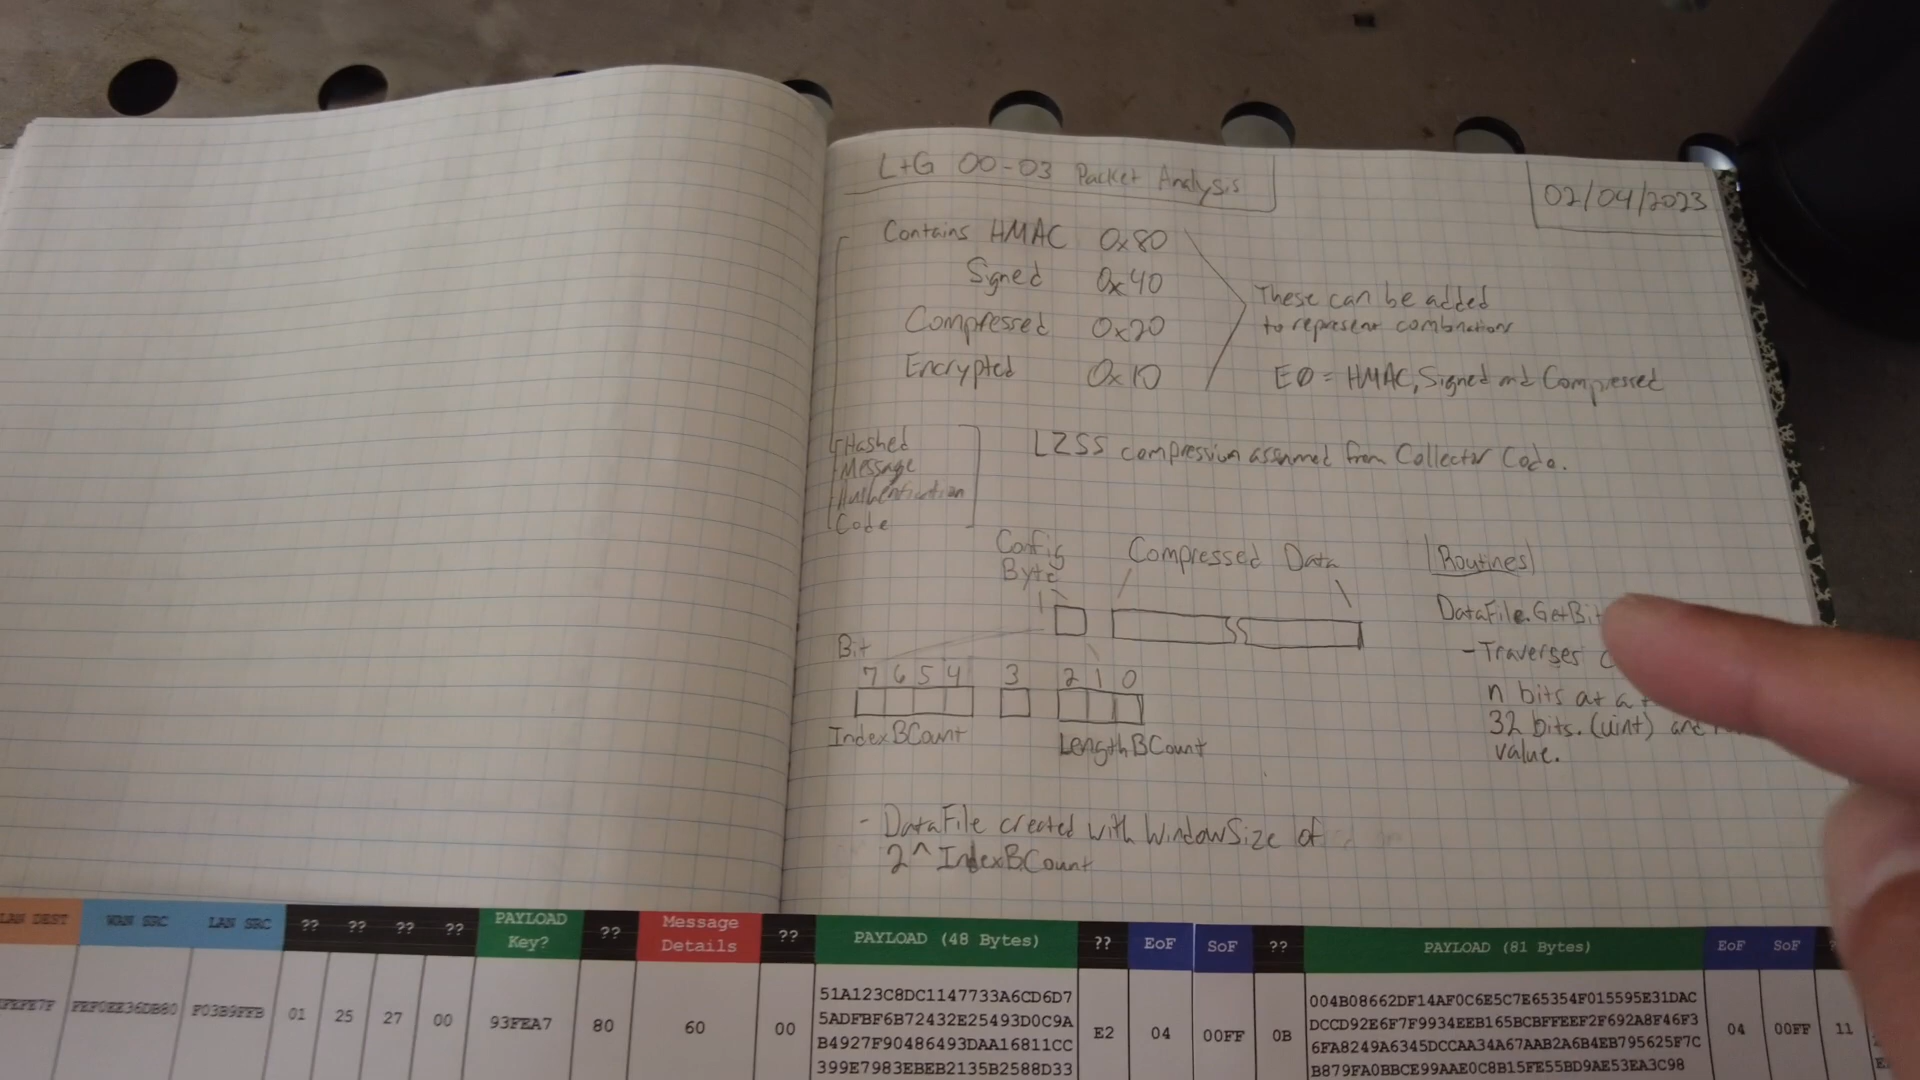 L+G 00-03 Packet Analysis
02/04/2023
Contains HMAC 0x80
Signed 0x40
Compressed 0x20
Encrypted 0x10
These can be added
to represent combinations
E0 = HMAC, Signed and Compressed
Hashed
Message
Authentication
Code
LZSS compression assumed from Collector Code.
Config
Byte
Compressed Data
Bit
7 6 5 4 3 2 1 0
IndexBCount
LengthBCount
Routines
DataFile.GetBit
- Traverses
n bits at a
32 bits. (uint) and
value.
- DataFile created with WindowSize of
2^IndexBCount
LAN DEST WAN SRC LAN SRC ?? ?? ?? ?? PAYLOAD Key? ?? Message Details ?? PAYLOAD (48 Bytes) ?? EoF SoF ?? PAYLOAD (81 Bytes) EoF SoF
FEF0EE36DB80 F03B9FFB 01 25 27 00 93FEA7 80 60 00
51A123C8DC1147733A6CD6D7
5ADFBF6B72432E25493D0C9A
B4927F90486493DAA16811CC
399E7983EBEB2135B2588D33
E2 04 00FF 0B
004B08662DF14AF0C6E5C7E65354F015595E31DAC
DCCD92E6F7F9934EEB165BCBFFEEF2F692A8F46F3
6FA8249A6345DCCAA34A67AAB2A6B4EB795625F7C
B879FA0BBCE99AAE0C8B15FE55BD9AE53EA3C98
04 00FF 11